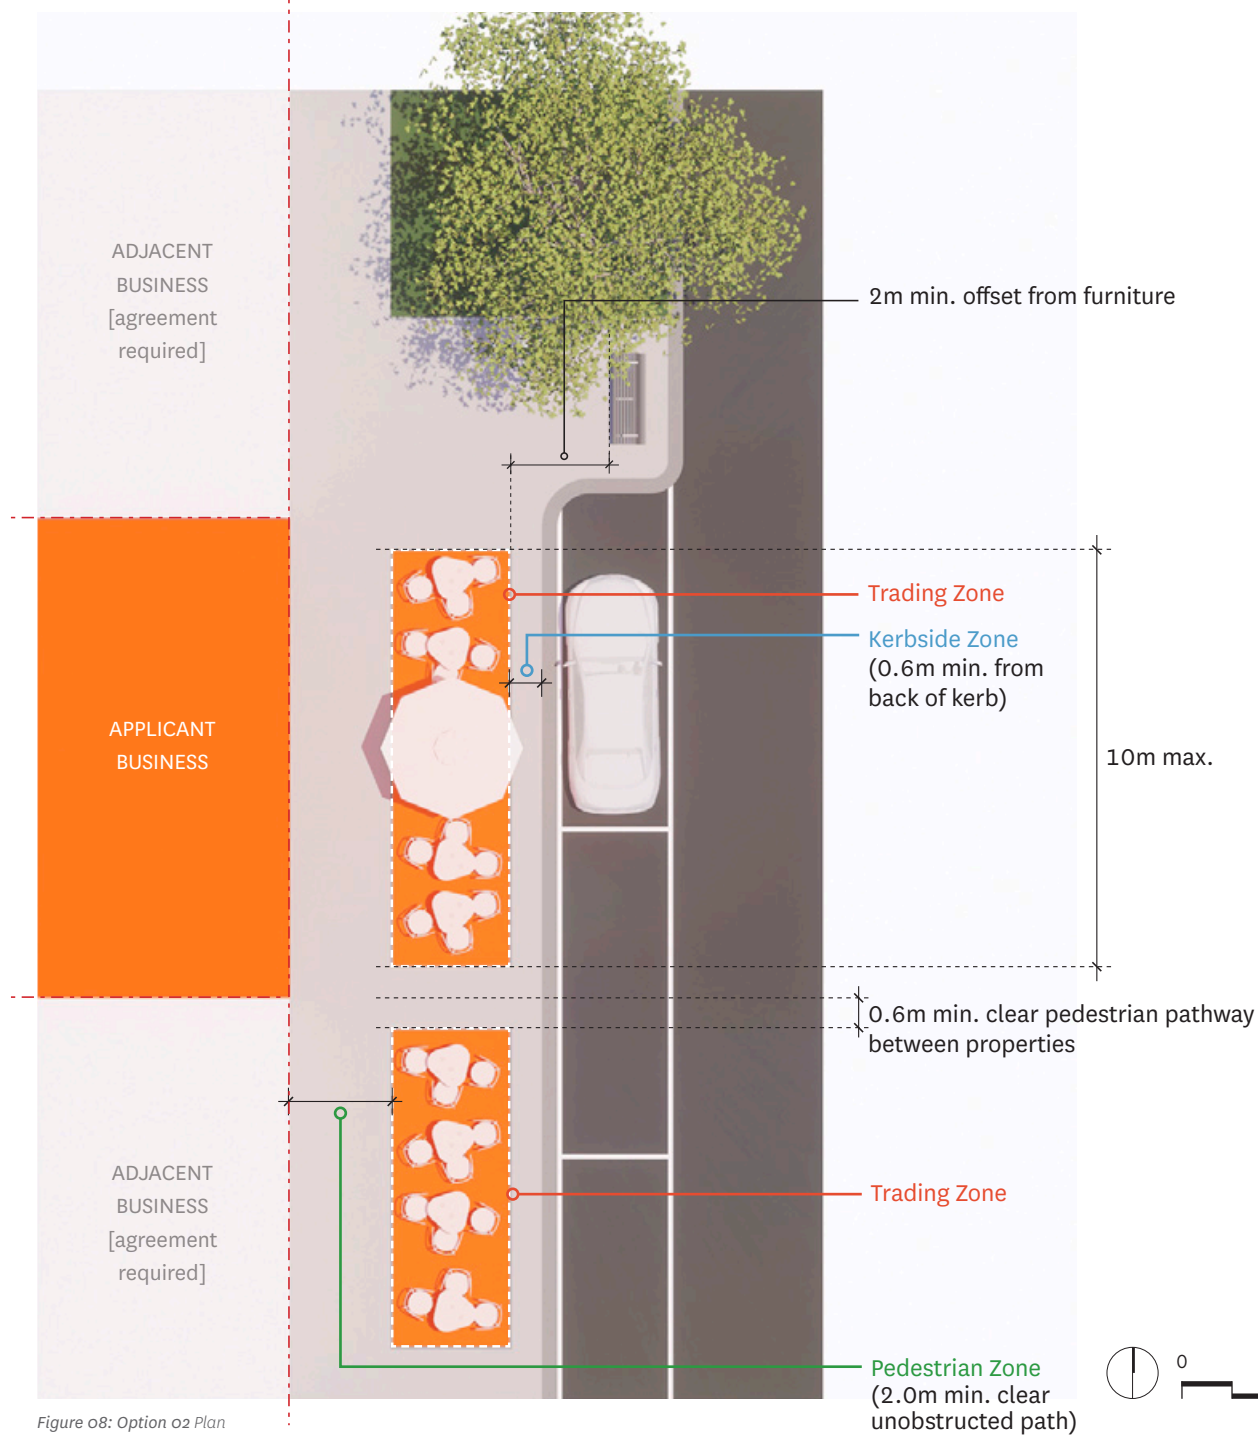 ADJACENT
BUSINESS
[agreement
required]
2m min. offset from furniture
Trading Zone
Kerbside Zone
(0.6m min. from
back of kerb)
APPLICANT
BUSINESS
10m max.
0.6m min. clear pedestrian pathway
between properties
ADJACENT
BUSINESS
[agreement
required]
Trading Zone
Pedestrian Zone
(2.0m min. clear
unobstructed path)
0
Figure 08: Option 02 Plan